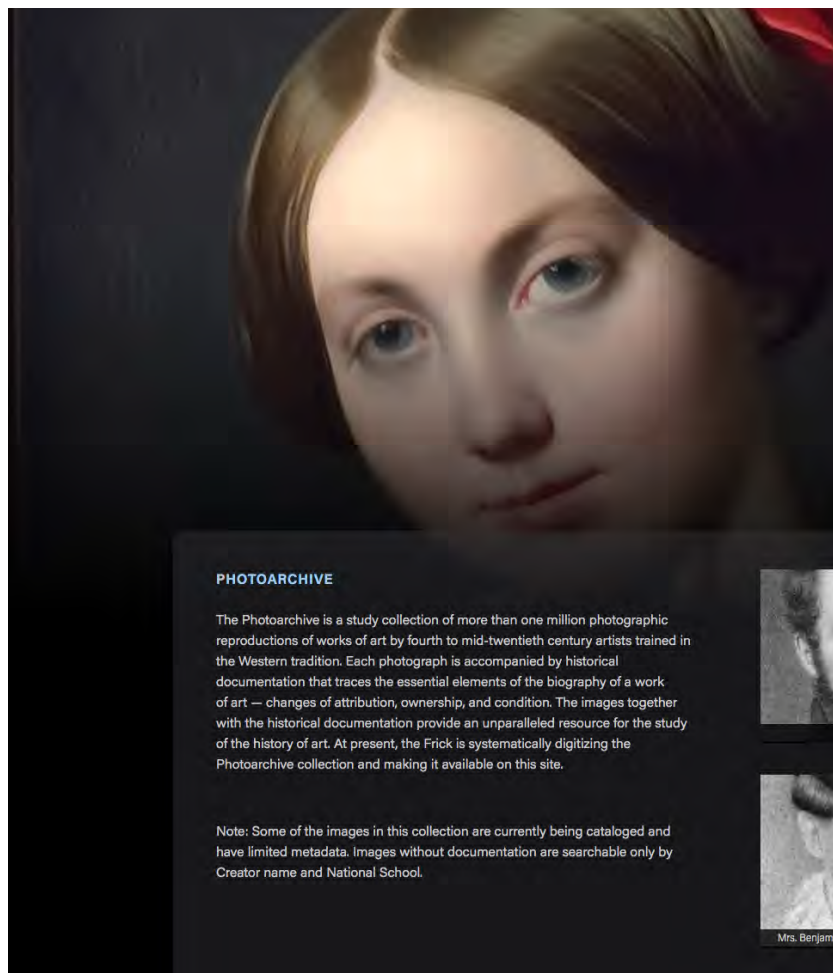 PHOTOARCHIVE
The Photoarchive is a study collection of more than one million photographic
reproductions of works of art by fourth to mid-twentieth century artists trained in
the Western tradition. Each photograph is accompanied by historical
documentation that traces the essential elements of the biography of a work
of art — changes of attribution, ownership, and condition. The images together
with the historical documentation provide an unparalleled resource for the study
of the history of art. At present, the Frick is systematically digitizing the
Photoarchive collection and making it available on this site.
Note: Some of the images in this collection are currently being cataloged and
have limited metadata. Images without documentation are searchable only by
Creator name and National School.
Mrs. Benjam